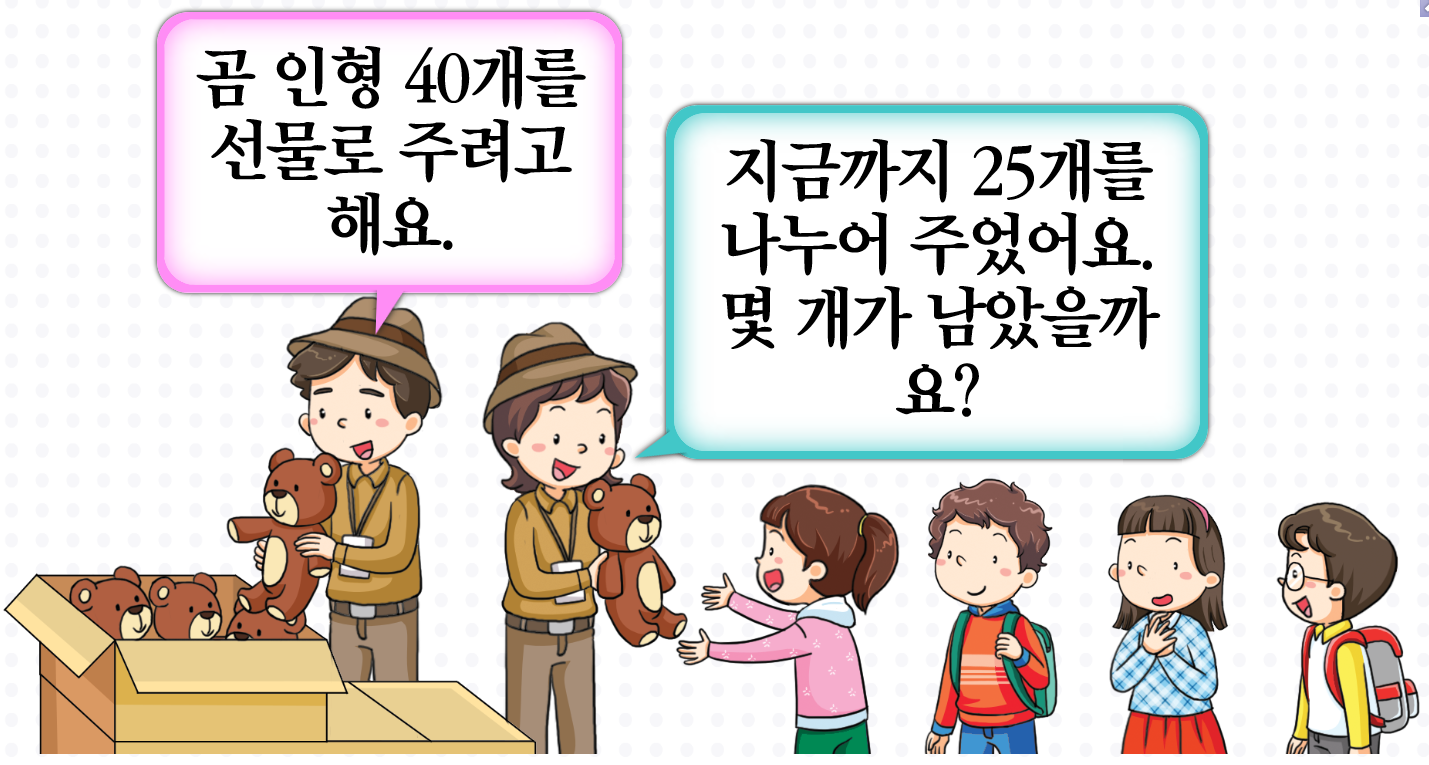 곰 인형 40개를
선물로 주려고
해요.
지금까지 25개를
나누어 주었어요.
몇 개가 남았을까
요?